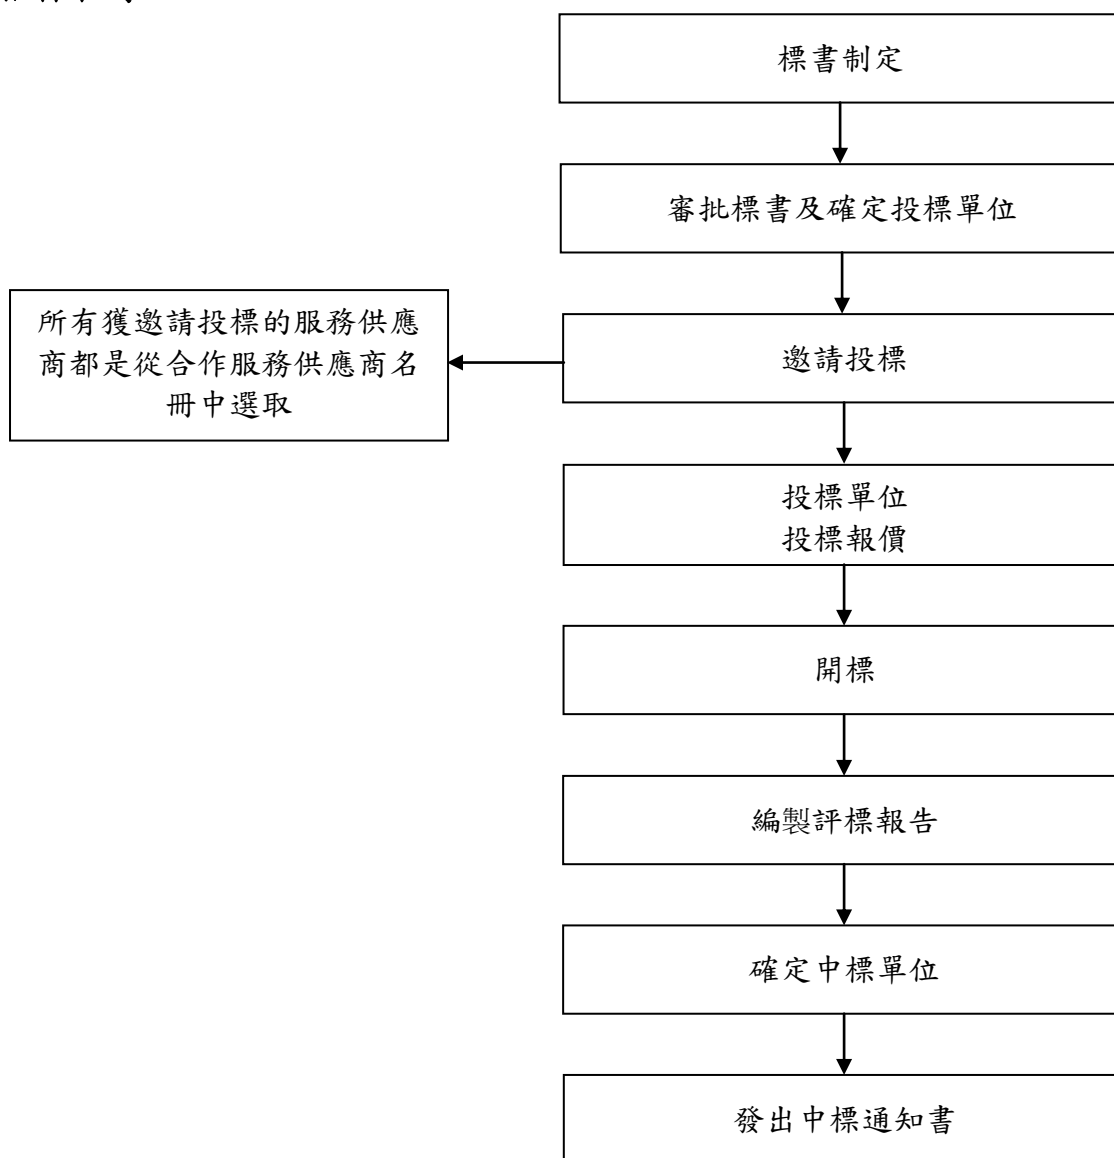 標書制定
審批標書及確定投標單位
所有獲邀請投標的服務供應
商都是從合作服務供應商名
冊中選取
邀請投標
投標單位
投標報價
開標
編製評標報告
確定中標單位
發出中標通知書